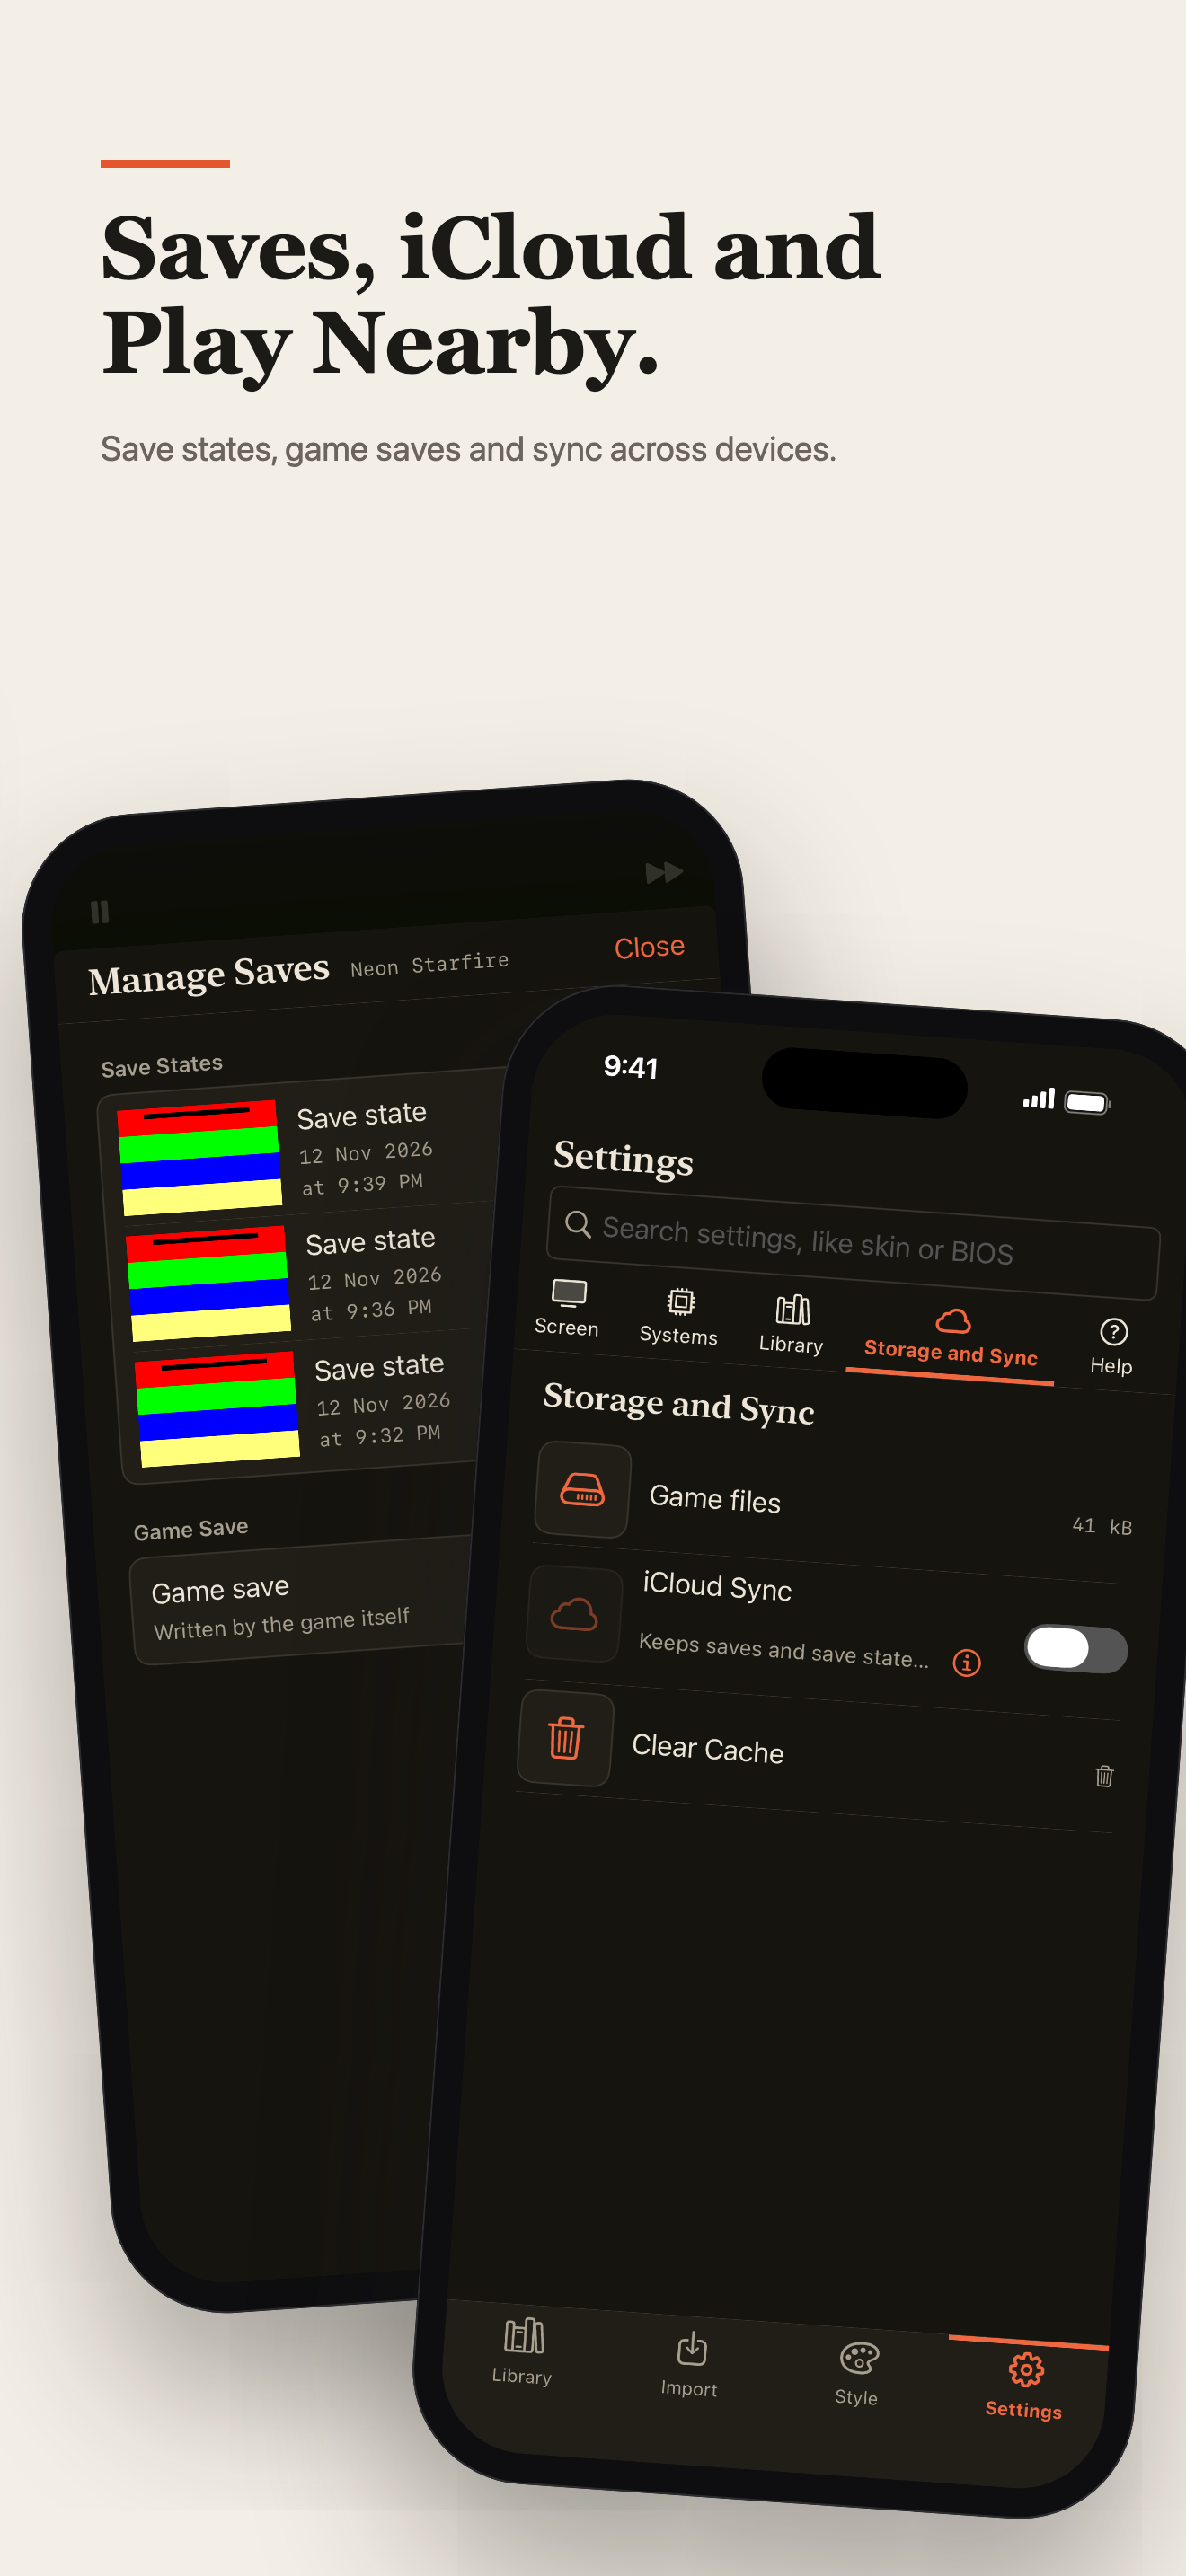 Saves, iCloud and
Play Nearby.
Save states, game saves and sync across devices.
Manage Saves Neon Starfire Close
Save States
Save state
12 Nov 2026
at 9:39 PM
Save state
12 Nov 2026
at 9:36 PM
Save state
12 Nov 2026
at 9:32 PM
Game Save
Game save
Written by the game itself
9:41
Settings
Search settings, like skin or BIOS
Screen Systems Library Storage and Sync Help
Storage and Sync
Game files 41 kB
iCloud Sync
Keeps saves and save state...
Clear Cache
Library Import Style Settings